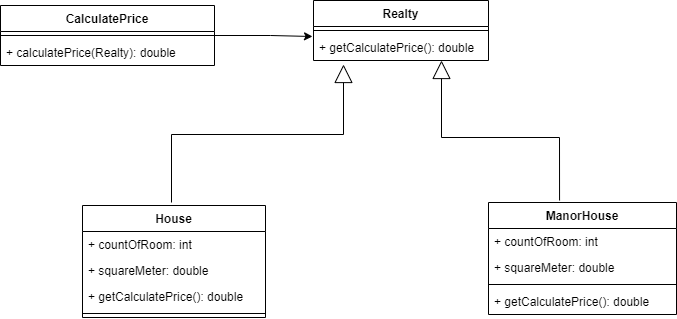 CalculatePrice
+ calculatePrice(Realty): double
Realty
+ getCalculatePrice(): double
House
+ countOfRoom: int
+ squareMeter: double
+ getCalculatePrice(): double
ManorHouse
+ countOfRoom: int
+ squareMeter: double
+ getCalculatePrice(): double